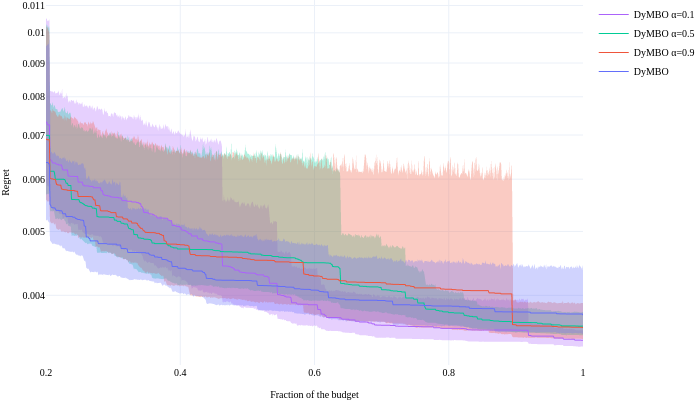 0.011
0.01
0.009
0.008
0.007
0.006
0.005
0.004
Regret
0.2
0.4
0.6
0.8
1
Fraction of the budget
DyMBO α=0.1
DyMBO α=0.5
DyMBO α=0.9
DyMBO